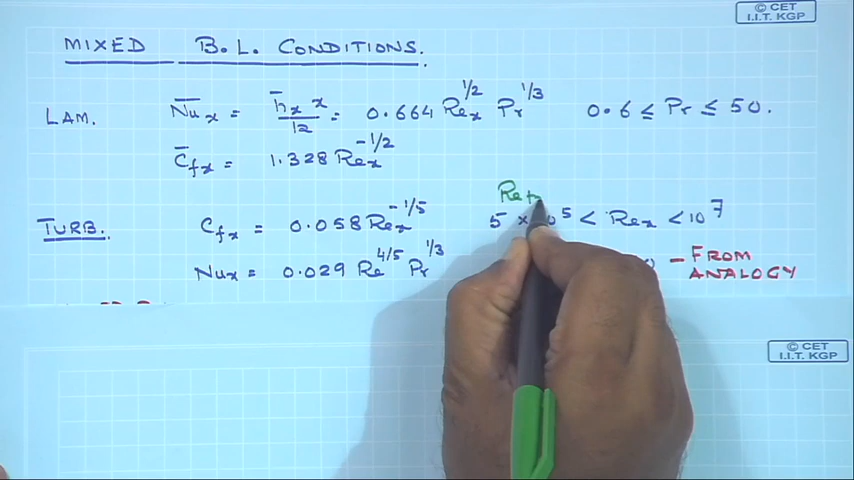 © CET
I.I.T. KGP
MIXED B.L. CONDITIONS.
LAM. N̄u_x = h̄_x x / k = 0.664 Re_x^{1/2} Pr^{1/3} 0.6 ≤ Pr ≤ 50.
C̄_fx = 1.328 Re_x^{-1/2}
Retr
TURB. C_fx = 0.058 Re_x^{-1/5} 5 × 10^5 < Re_x < 10^7
Nu_x = 0.029 Re^{4/5} Pr^{1/3} - FROM ANALOGY
© CET
I.I.T. KGP